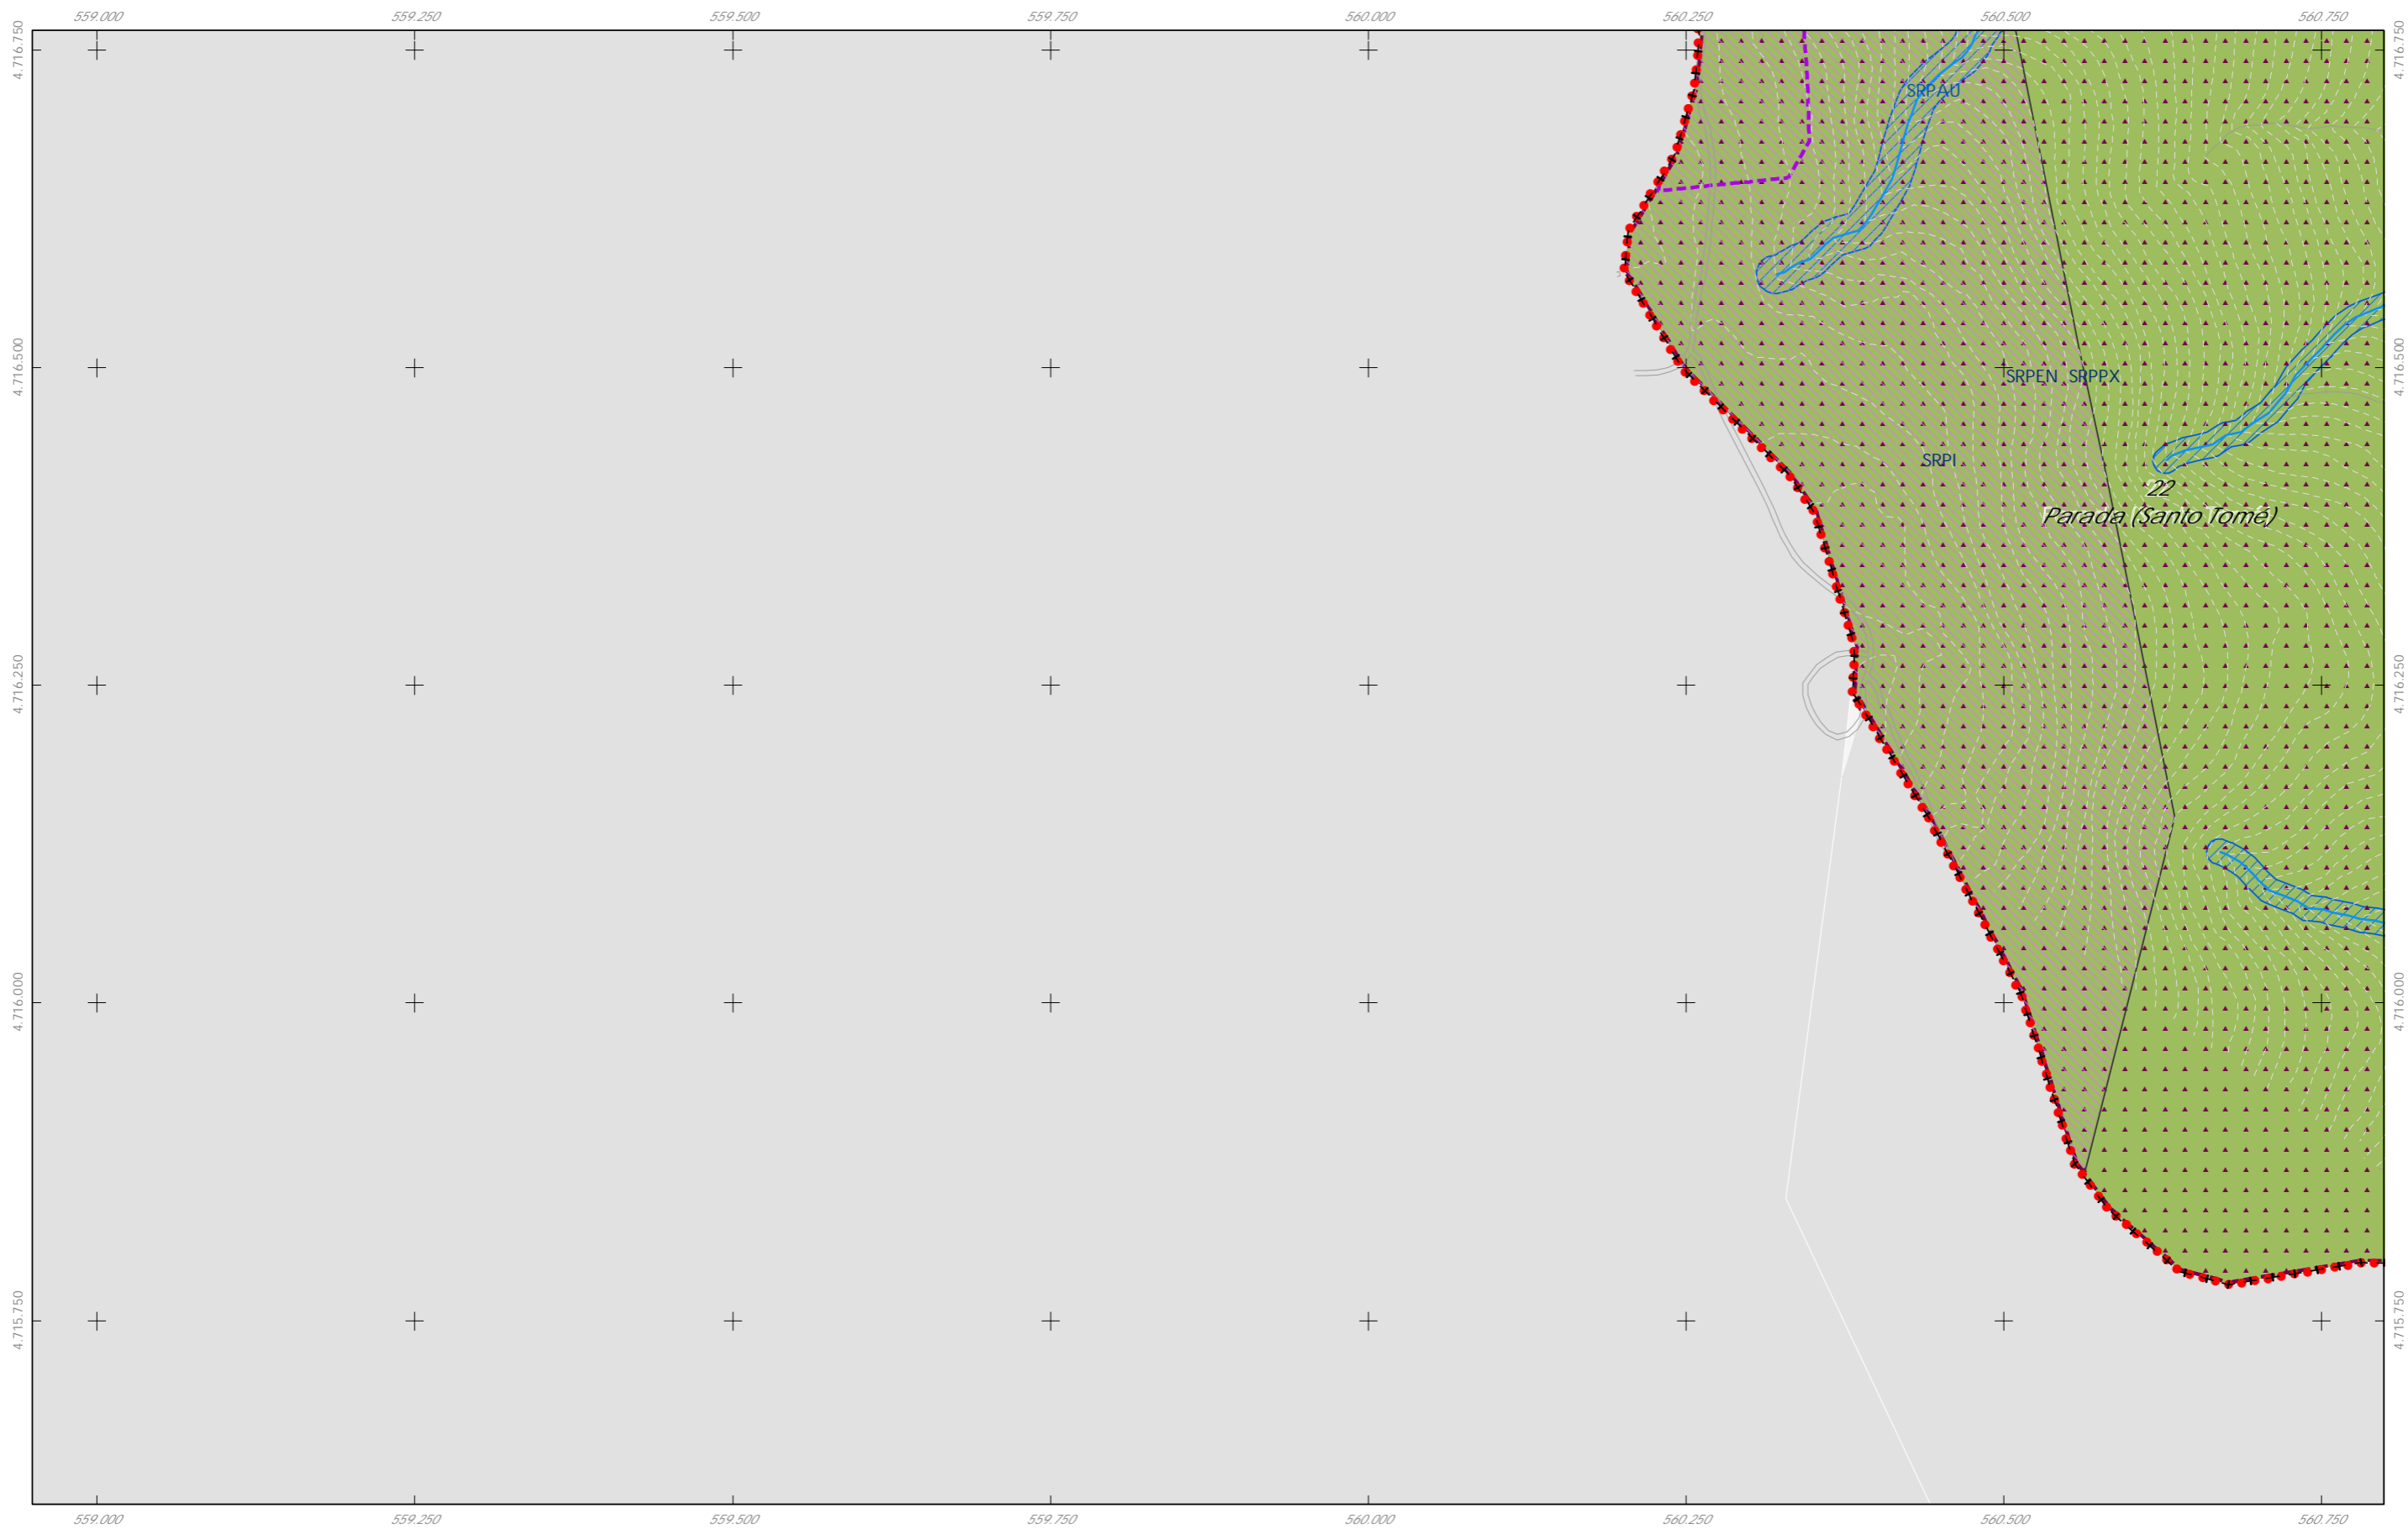 559.000 559.250 559.500 559.750 560.000 560.250 560.500 560.750
4.716.750 4.716.750
SRPAU
4.716.500 4.716.500
SRPEN SRPPX
SRPI
22
Parada (Santo Tomé)
4.716.250 4.716.250
4.716.000 4.716.000
4.715.750 4.715.750
559.000 559.250 559.500 559.750 560.000 560.250 560.500 560.750